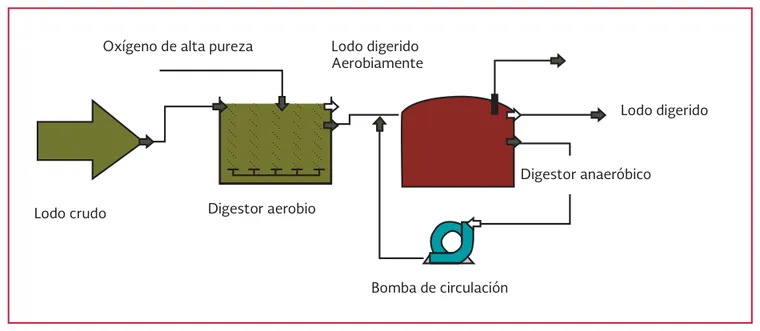 Oxígeno de alta pureza
Lodo digerido
Aerobiamente
Lodo digerido
Digestor anaeróbico
Lodo crudo
Digestor aerobio
Bomba de circulación